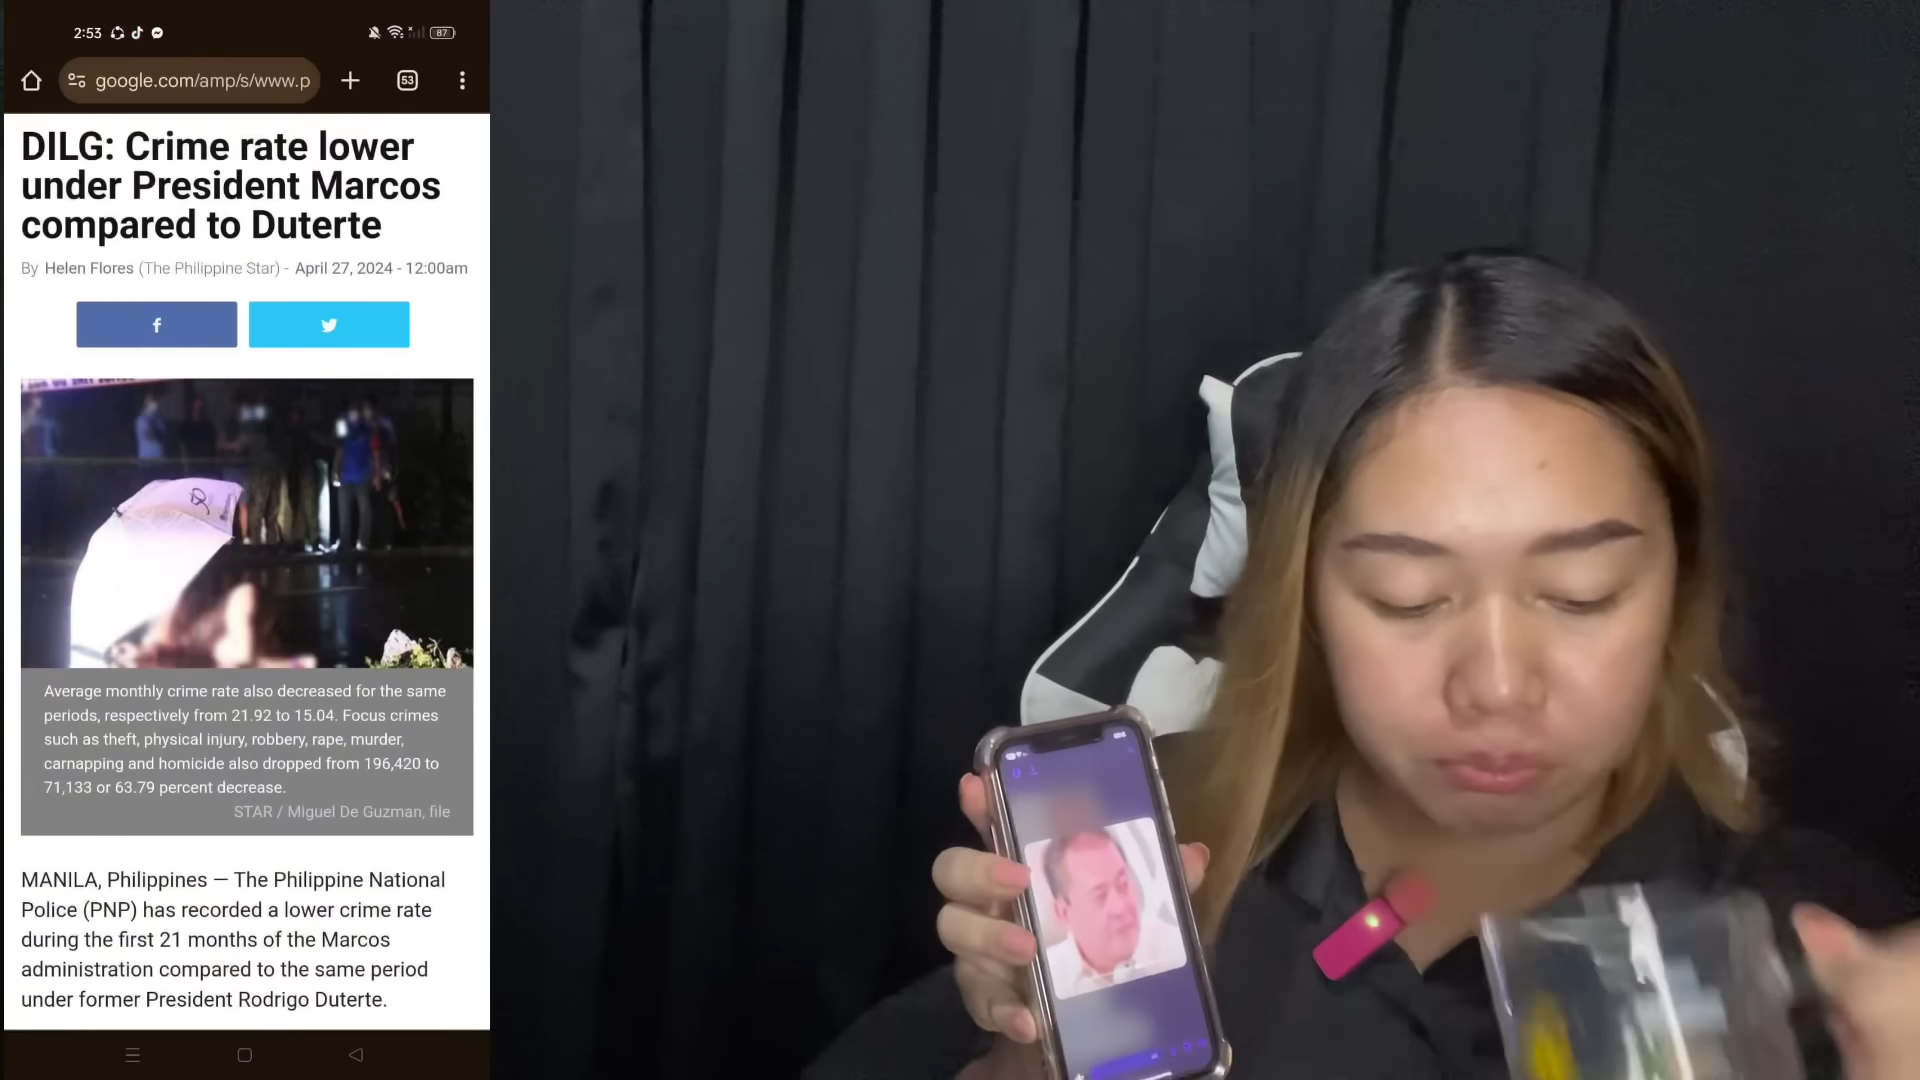 2:53
87
google.com/amp/s/www.p
53
DILG: Crime rate lower
under President Marcos
compared to Duterte
By Helen Flores (The Philippine Star) - April 27, 2024 - 12:00am
f
Average monthly crime rate also decreased for the same
periods, respectively from 21.92 to 15.04. Focus crimes
such as theft, physical injury, robbery, rape, murder,
carnapping and homicide also dropped from 196,420 to
71,133 or 63.79 percent decrease.
STAR / Miguel De Guzman, file
MANILA, Philippines — The Philippine National
Police (PNP) has recorded a lower crime rate
during the first 21 months of the Marcos
administration compared to the same period
under former President Rodrigo Duterte.